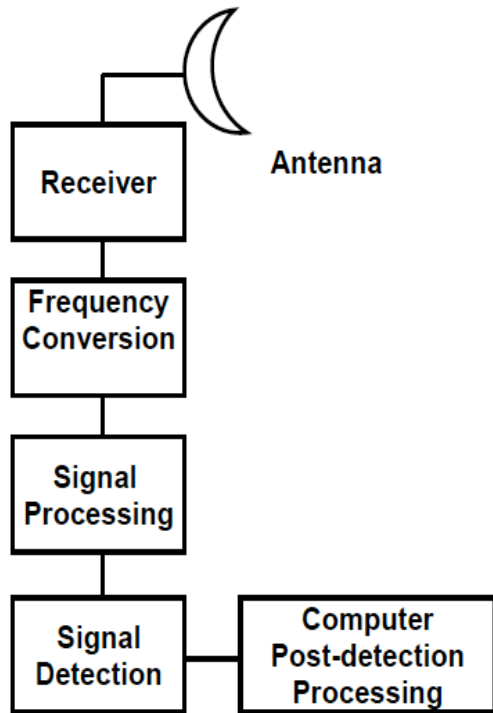 Antenna
Receiver
Frequency
Conversion
Signal
Processing
Signal
Detection
Computer
Post-detection
Processing